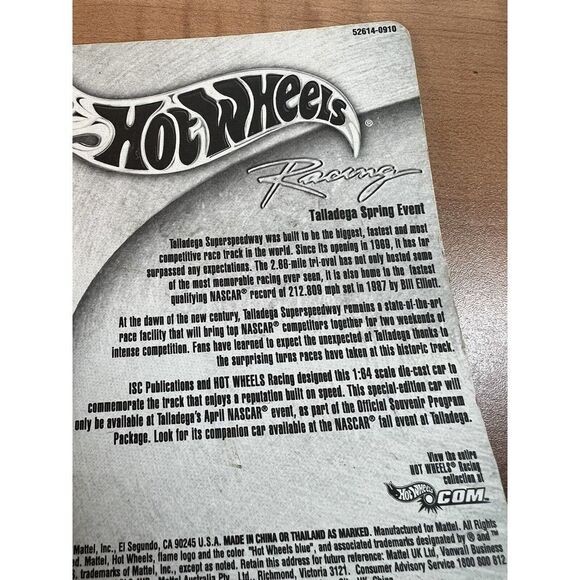 52614-0910
HOT WHEELS®
Racing
Talladega Spring Event
Talladega Superspeedway was built to be the biggest, fastest and most
competitive race track in the world. Since its opening in 1969, it has far
surpassed any expectations. The 2.66-mile tri-oval has not only hosted some
of the most memorable racing ever seen, it is also home to the fastest
qualifying NASCAR® record of 212.809 mph set in 1987 by Bill Elliott.
At the dawn of the new century, Talladega Superspeedway remains a state-of-the-art
race facility that will bring top NASCAR® competitors together for two weekends of
intense competition. Fans have learned to expect the unexpected at Talladega thanks to
the surprising turns races have taken at this historic track.
ISC Publications and HOT WHEELS Racing designed this 1:64 scale die-cast car to
commemorate the track that enjoys a reputation built on speed. This special-edition car will
only be available at Talladega's April NASCAR® event, as part of the Official Souvenir Program
Package. Look for its companion car available at the NASCAR® fall event at Talladega.
View the entire
HOT WHEELS® Racing
collection at
Hot Wheels .COM™
Mattel, Inc., El Segundo, CA 90245 U.S.A. MADE IN CHINA OR THAILAND AS MARKED. Manufactured for Mattel. All Rights
Mattel, Hot Wheels, flame logo and the color "Hot Wheels blue", and associated trademarks designated by ® and ™
Mattel, Inc., except as noted. Retain this address for future reference: Mattel UK Ltd, Vanwall Business
Mattel Australia Pty. Ltd., Richmond, Victoria 3121. Consumer Advisory Service 1800 800 812.